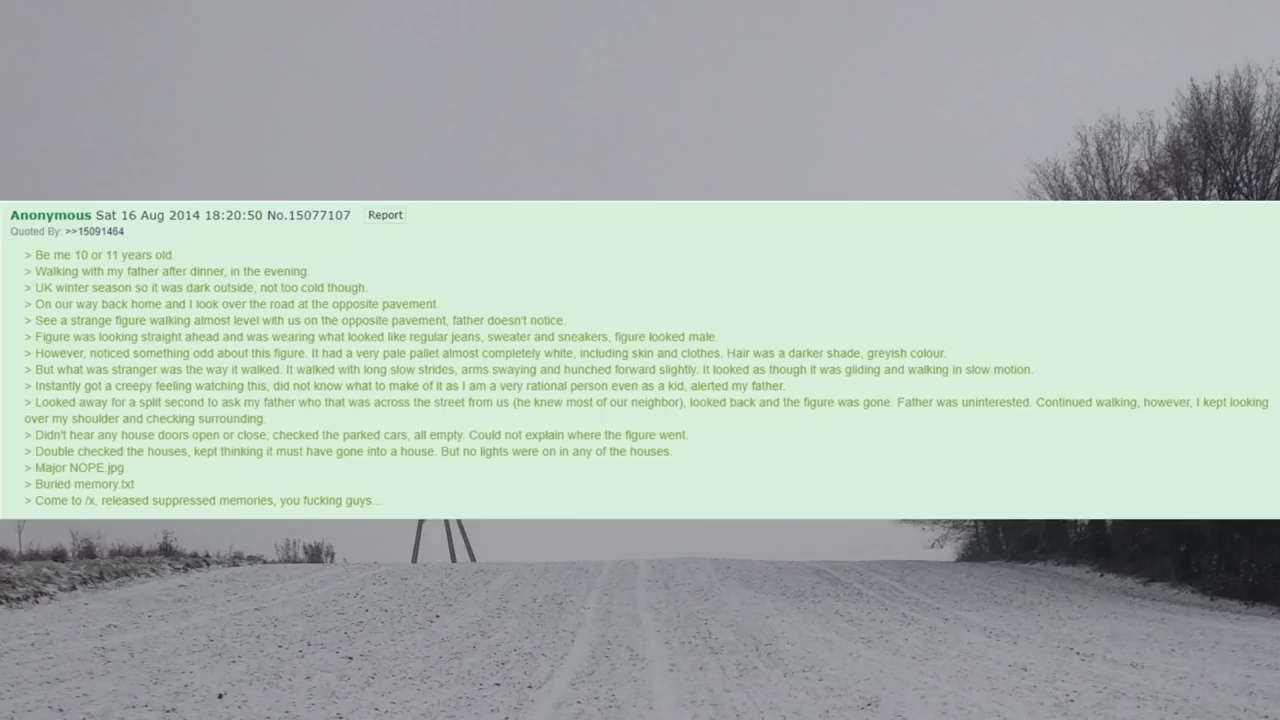 Anonymous Sat 16 Aug 2014 18:20:50 No.15077107 Report
Quoted By: >>15091464
> Be me 10 or 11 years old.
> Walking with my father after dinner, in the evening.
> UK winter season so it was dark outside, not too cold though.
> On our way back home and I look over the road at the opposite pavement.
> See a strange figure walking almost level with us on the opposite pavement, father doesn't notice.
> Figure was looking straight ahead and was wearing what looked like regular jeans, sweater and sneakers, figure looked male.
> However, noticed something odd about this figure. It had a very pale pallet almost completely white, including skin and clothes. Hair was a darker shade, greyish colour.
> But what was stranger was the way it walked. It walked with long slow strides, arms swaying and hunched forward slightly. It looked as though it was gliding and walking in slow motion.
> Instantly got a creepy feeling watching this, did not know what to make of it as I am a very rational person even as a kid, alerted my father.
> Looked away for a split second to ask my father who that was across the street from us (he knew most of our neighbor), looked back and the figure was gone. Father was uninterested. Continued walking, however, I kept looking
over my shoulder and checking surrounding.
> Didn't hear any house doors open or close; checked the parked cars, all empty. Could not explain where the figure went.
> Double checked the houses, kept thinking it must have gone into a house. But no lights were on in any of the houses.
> Major NOPE.jpg
> Buried memory.txt
> Come to /x, released suppressed memories, you fucking guys...